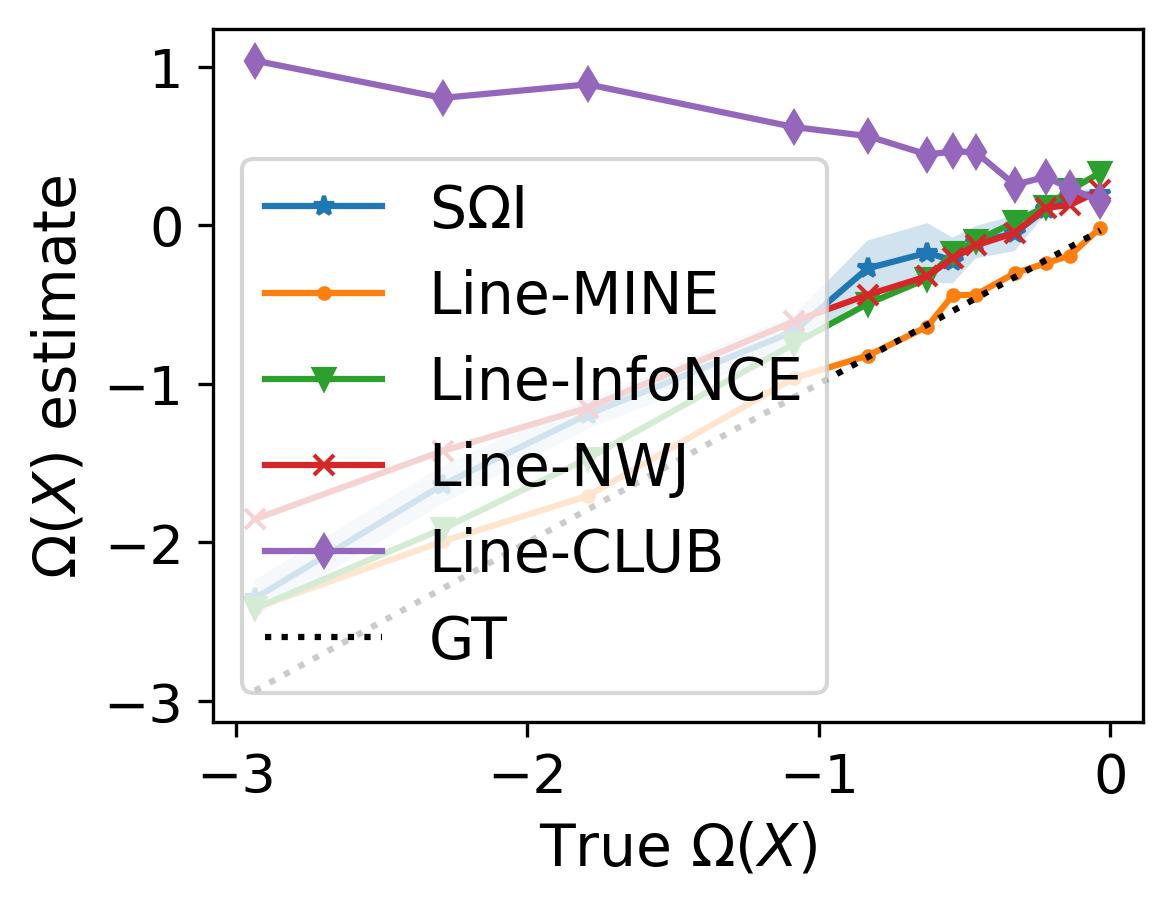 1
0
−1
−2
−3
Ω(X) estimate
SΩI
Line-MINE
Line-InfoNCE
Line-NWJ
Line-CLUB
GT
−3
−2
−1
0
True Ω(X)